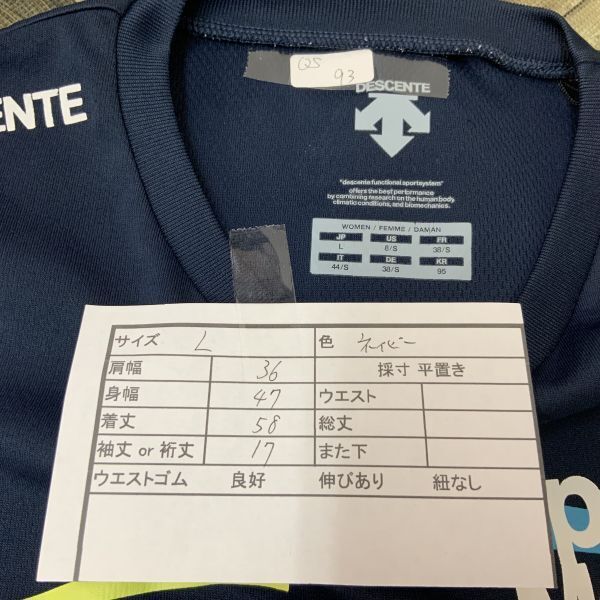 QS
93
ENTE
DESCENTE
"descente functional sportsystem"
offers the best performance
by combining research on the human body,
climatic conditions, and biomechanics.
WOMEN / FEMME / DAMAN
JP US FR
L 8/S 38/S
IT DE KR
44/S 38/S 95
サイズ L 色 ネイビー
肩幅 36 採寸 平置き
身幅 47 ウエスト
着丈 58 総丈
袖丈 or 裄丈 17 また下
ウエストゴム 良好 伸びあり 紐なし
p